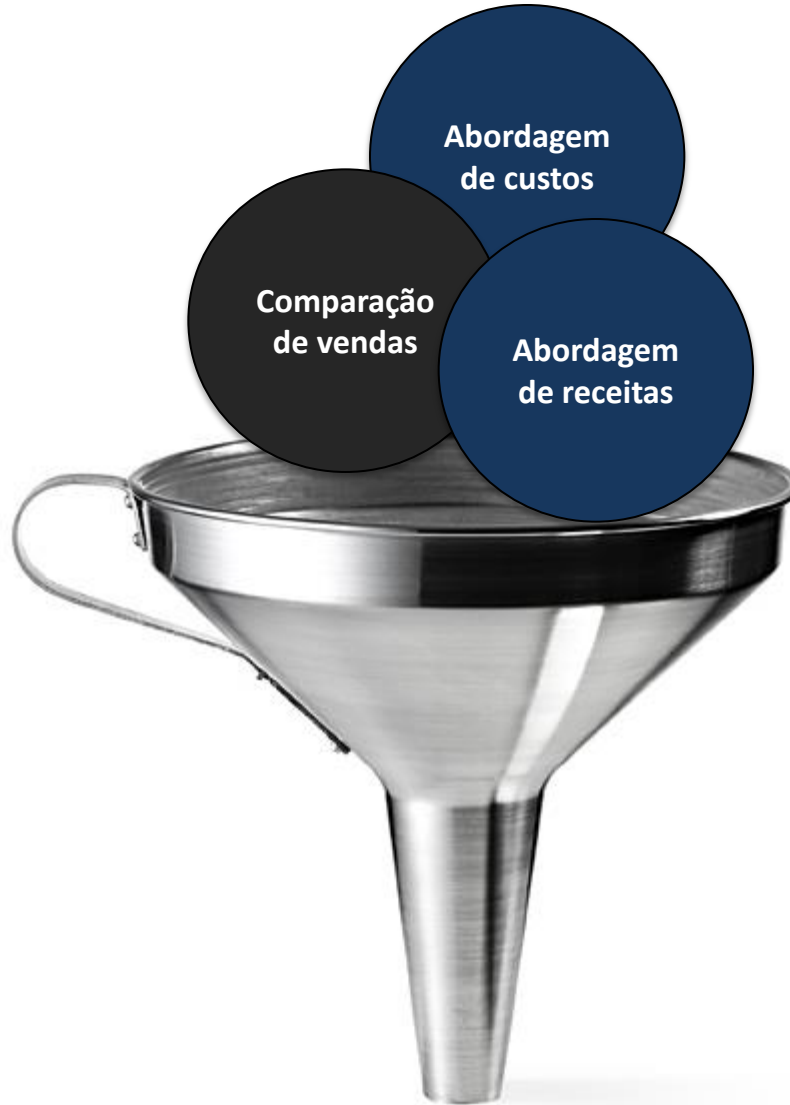 Abordagem
de custos
Comparação
de vendas
Abordagem
de receitas